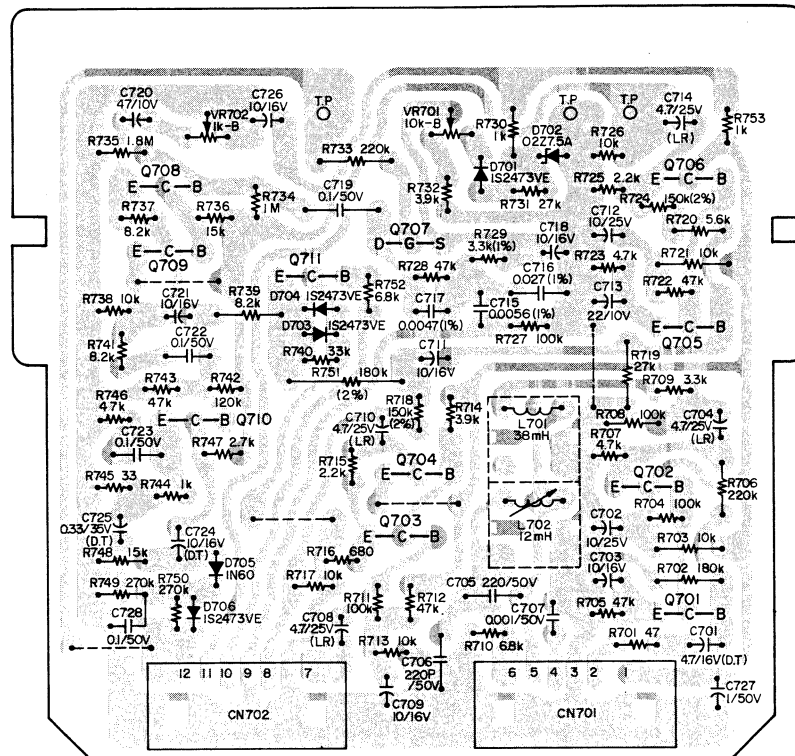 C720
47/10V
C726
10/16V
VR702
1k-B
T.P
VR701
10k-B
R730
1k
D702
02Z7.5A
T.P
T.P
R726
10k
C714
4.7/25V
(LR)
R753
1k
R735 1.8M
R733 220k
D701
1S2473VE
Q708
E C B
R734
1M
C719
0.1/50V
R732
3.9k
R731 27k
R725 2.2k
R724
150k(2%)
Q706
E C B
R737
8.2k
R736
15k
Q707
D G S
R729
3.3k(1%)
C718
10/16V
C712
10/25V
R720 5.6k
E C B
Q709
Q711
E C B
R728 47k
C716
0.027(1%)
R723 4.7k
R721 10k
R722 47k
R738 10k
C721
10/16V
R739
8.2k
D704 1S2473VE
R752
6.8k
C717
0.0047(1%)
C715
0.0056(1%)
C713
22/10V
R741
8.2k
C722
0.1/50V
D703 1S2473VE
R740 33k
C711
10/16V
R727 100k
E C B
Q705
R719
27k
R751 180k
(2%)
R743
47k
R742
120k
R709 3.3k
R746
4.7k
E C B Q710
C710
4.7/25V
(LR)
R718
150k
(2%)
R714
3.9k
L701
38mH
R708 100k
C704
4.7/25V
(LR)
C723
0.1/50V
R747 2.7k
R715
2.2k
Q704
E C B
R707
4.7k
Q702
E C B
R706
220k
R745 33
R744 1k
L702
12mH
R704 100k
C725
0.33/35V
(D.T)
C724
10/16V
(D.T)
Q703
E C B
C702
10/25V
R703 10k
R748 15k
D705
1N60
R716 680
C703
10/16V
R702 180k
R749 270k
R750
270k
D706
1S2473VE
R717 10k
R711
100k
R712
47k
C705 220/50V
C707
0.001/50V
R705 47k
Q701
E C B
C728
0.1/50V
C708
4.7/25V
(LR)
R713 10k
R710 6.8k
R701 47
C701
4.7/16V(D.T)
C706
220P
/50V
C709
10/16V
C727
1/50V
12 11 10 9 8 7
CN702
6 5 4 3 2 1
CN701